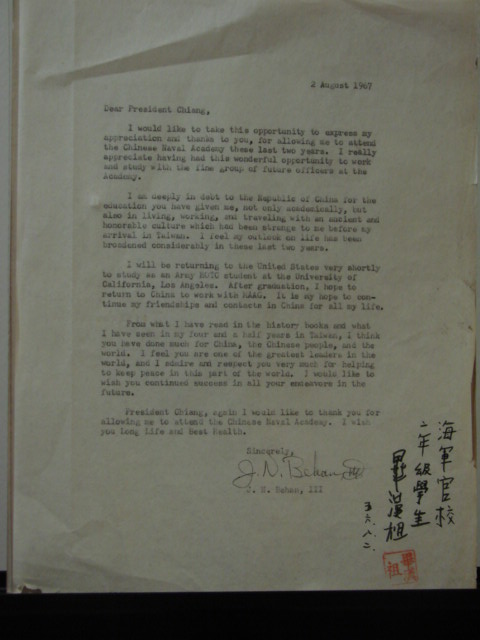 2 August 1967
Dear President Chiang,
I would like to take this opportunity to express my
appreciation and thanks to you, for allowing me to attend
the Chinese Naval Academy these last two years. I really
appreciate having had this wonderful opportunity to work
and study with the fine group of future officers at the
Academy.
I am deeply in debt to the Republic of China for the
education you have given me, not only academically, but
also in living, working, and traveling with an ancient and
honorable culture which had been strange to me before my
arrival in Taiwan. I feel my outlook on life has been
broadened considerably in these last two years.
I will be returning to the United States very shortly
to study as an Army ROTC student at the University of
California, Los Angeles. After graduation, I hope to
return to China to work with MAAG. It is my hope to con-
tinue my friendships and contacts in China for all my life.
From what I have read in the history books and what
I have seen in my four and a half years in Taiwan, I think
you have done much for China, the Chinese people, and the
world. I feel you are one of the greatest leaders in the
world, and I admire and respect you very much for helping
to keep peace in this part of the world. I would like to
wish you continued success in all your endeavors in the
future.
President Chiang, again I would like to thank you for
allowing me to attend the Chinese Naval Academy. I wish
you long life and best health.
Sincerely,
J. N. Behan III
J. N. Behan, III
海軍官校
二年級學生
畢漢祖
五六.八.二.
畢漢祖